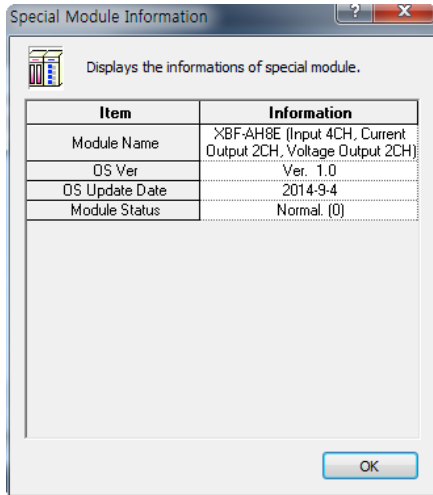 Special Module Information
?
X
Displays the informations of special module.
Item Information
Module Name XBF-AH8E (Input 4CH, Current
Output 2CH, Voltage Output 2CH)
OS Ver Ver. 1.0
OS Update Date 2014-9-4
Module Status Normal. (0)
OK